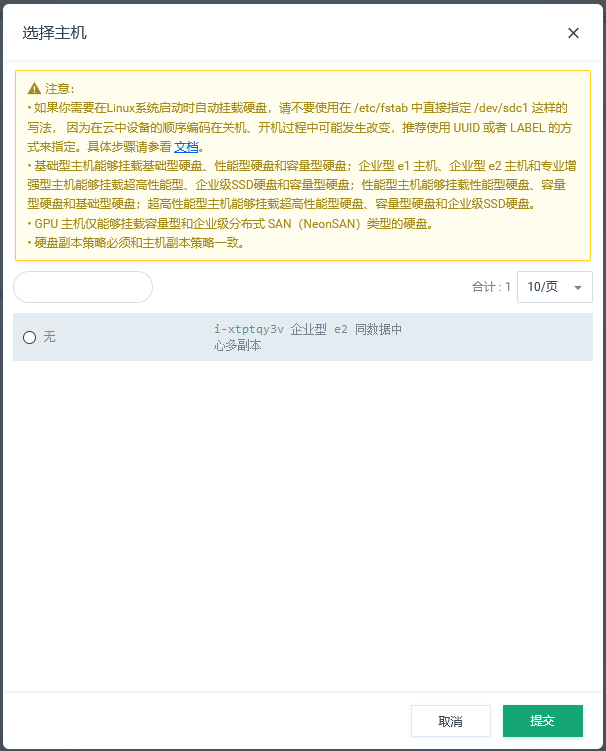 选择主机
注意：
• 如果你需要在Linux系统启动时自动挂载硬盘，请不要使用在 /etc/fstab 中直接指定 /dev/sdc1 这样的
写法， 因为在云中设备的顺序编码在关机、开机过程中可能发生改变，推荐使用 UUID 或者 LABEL 的方
式来指定。具体步骤请参看 文档。
• 基础型主机能够挂载基础型硬盘、性能型硬盘和容量型硬盘；企业型 e1 主机、企业型 e2 主机和专业增
强型主机能够挂载超高性能型、企业级SSD硬盘和容量型硬盘；性能型主机能够挂载性能型硬盘、容量
型硬盘和基础型硬盘；超高性能型主机能够挂载超高性能型硬盘、容量型硬盘和企业级SSD硬盘。
• GPU 主机仅能够挂载容量型和企业级分布式 SAN（NeonSAN）类型的硬盘。
• 硬盘副本策略必须和主机副本策略一致。
合计 : 1 10/页
无 i-xtptqy3v 企业型 e2 同数据中
心多副本
取消 提交